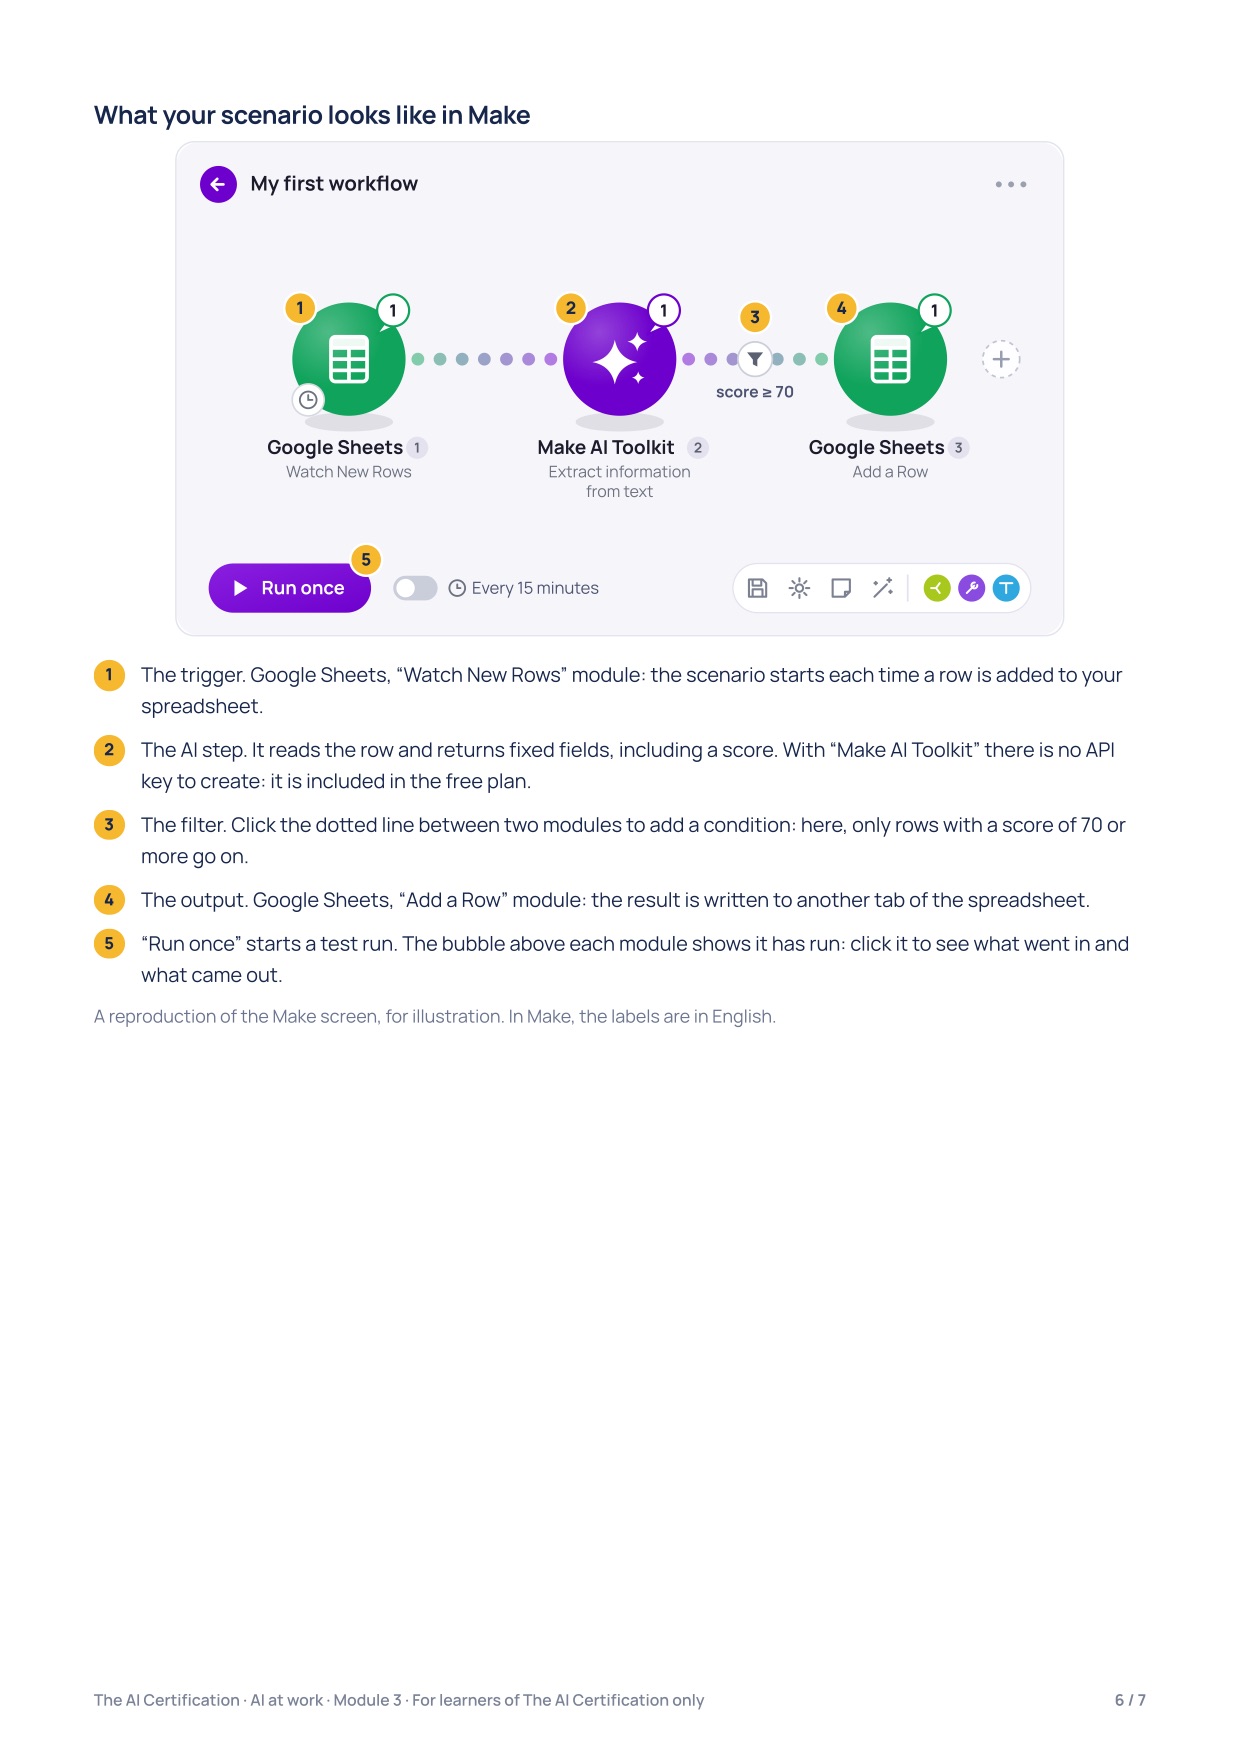 What your scenario looks like in Make
My first workflow
1
1
2
1
3
4
1
score ≥ 70
Google Sheets 1
Make AI Toolkit 2
Google Sheets 3
Watch New Rows
Extract information
from text
Add a Row
5
Run once
Every 15 minutes
1 The trigger. Google Sheets, “Watch New Rows” module: the scenario starts each time a row is added to your
spreadsheet.
2 The AI step. It reads the row and returns fixed fields, including a score. With “Make AI Toolkit” there is no API
key to create: it is included in the free plan.
3 The filter. Click the dotted line between two modules to add a condition: here, only rows with a score of 70 or
more go on.
4 The output. Google Sheets, “Add a Row” module: the result is written to another tab of the spreadsheet.
5 “Run once” starts a test run. The bubble above each module shows it has run: click it to see what went in and
what came out.
A reproduction of the Make screen, for illustration. In Make, the labels are in English.
The AI Certification · AI at work · Module 3 · For learners of The AI Certification only
6 / 7